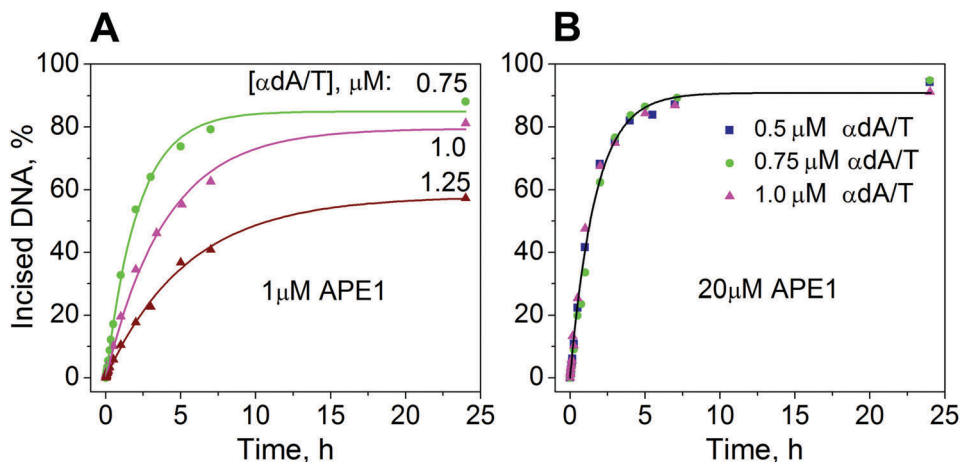 A
B
100
80
60
40
20
0
Incised DNA, %
[αdA/T], μM: 0.75
1.0
1.25
1μM APE1
0 5 10 15 20 25
Time, h
100
80
60
40
20
0
0.5 μM αdA/T
0.75 μM αdA/T
1.0 μM αdA/T
20μM APE1
0 5 10 15 20 25
Time, h